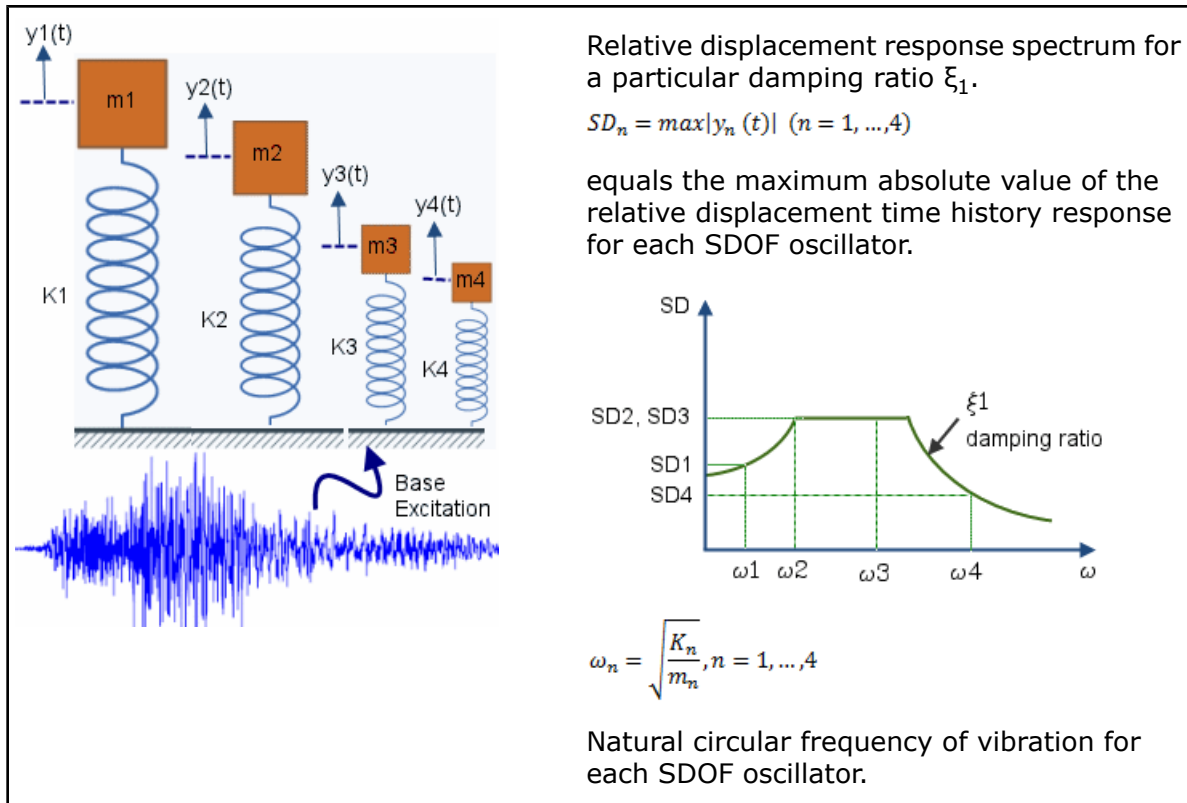 y1(t)
m1
y2(t)
m2
y3(t)
m3
y4(t)
m4
K1
K2
K3
K4
Base
Excitation
Relative displacement response spectrum for
a particular damping ratio ξ₁.
SDₙ = max|yₙ (t)| (n = 1, ...,4)
equals the maximum absolute value of the
relative displacement time history response
for each SDOF oscillator.
SD
SD2, SD3
SD1
SD4
ξ1
damping ratio
ω1 ω2 ω3 ω4 ω
ωₙ = √(Kₙ/mₙ), n = 1, ...,4
Natural circular frequency of vibration for
each SDOF oscillator.